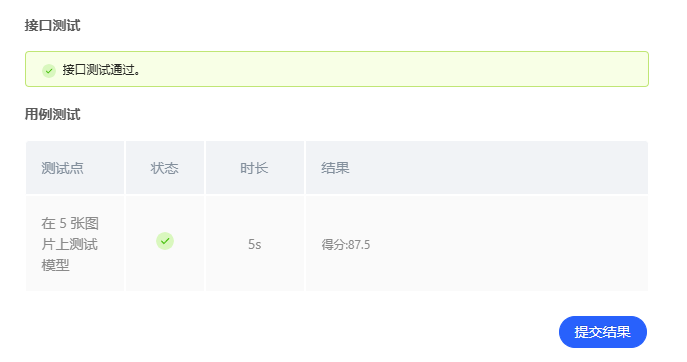 接口测试
接口测试通过。
用例测试
测试点 状态 时长 结果
在 5 张图
片上测试
模型
5s
得分:87.5
提交结果